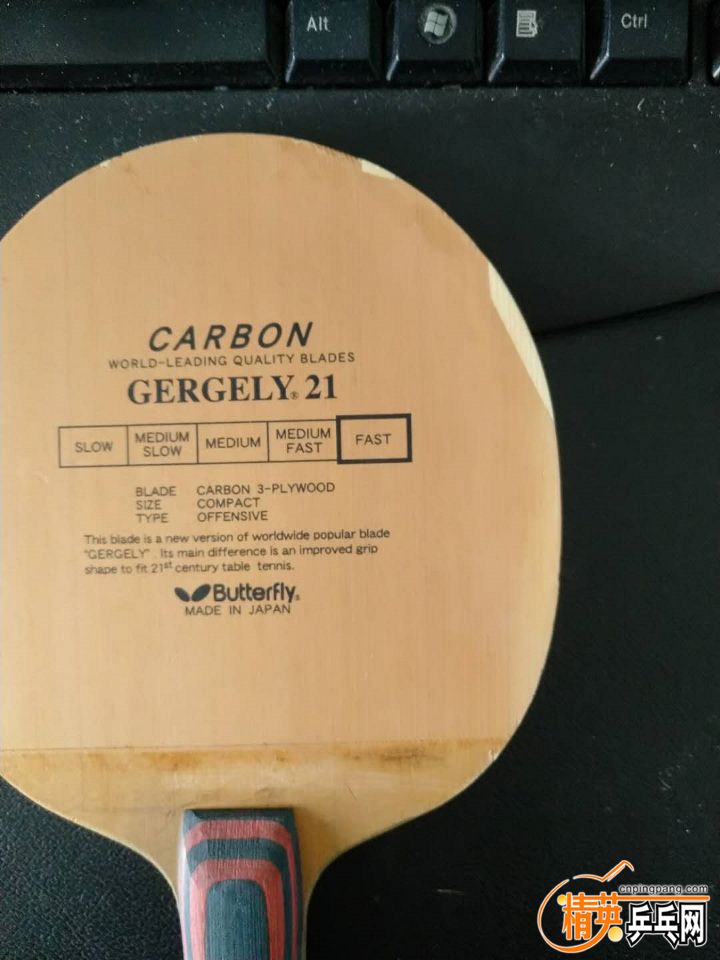 Alt
Ctrl
CARBON
WORLD-LEADING QUALITY BLADES
GERGELY® 21
SLOW MEDIUM SLOW MEDIUM MEDIUM FAST FAST
BLADE CARBON 3-PLYWOOD
SIZE COMPACT
TYPE OFFENSIVE
This blade is a new version of worldwide popular blade
"GERGELY". Its main difference is an improved grip
shape to fit 21st century table tennis.
Butterfly®
MADE IN JAPAN
cnpingpang.com
精英乒乓网